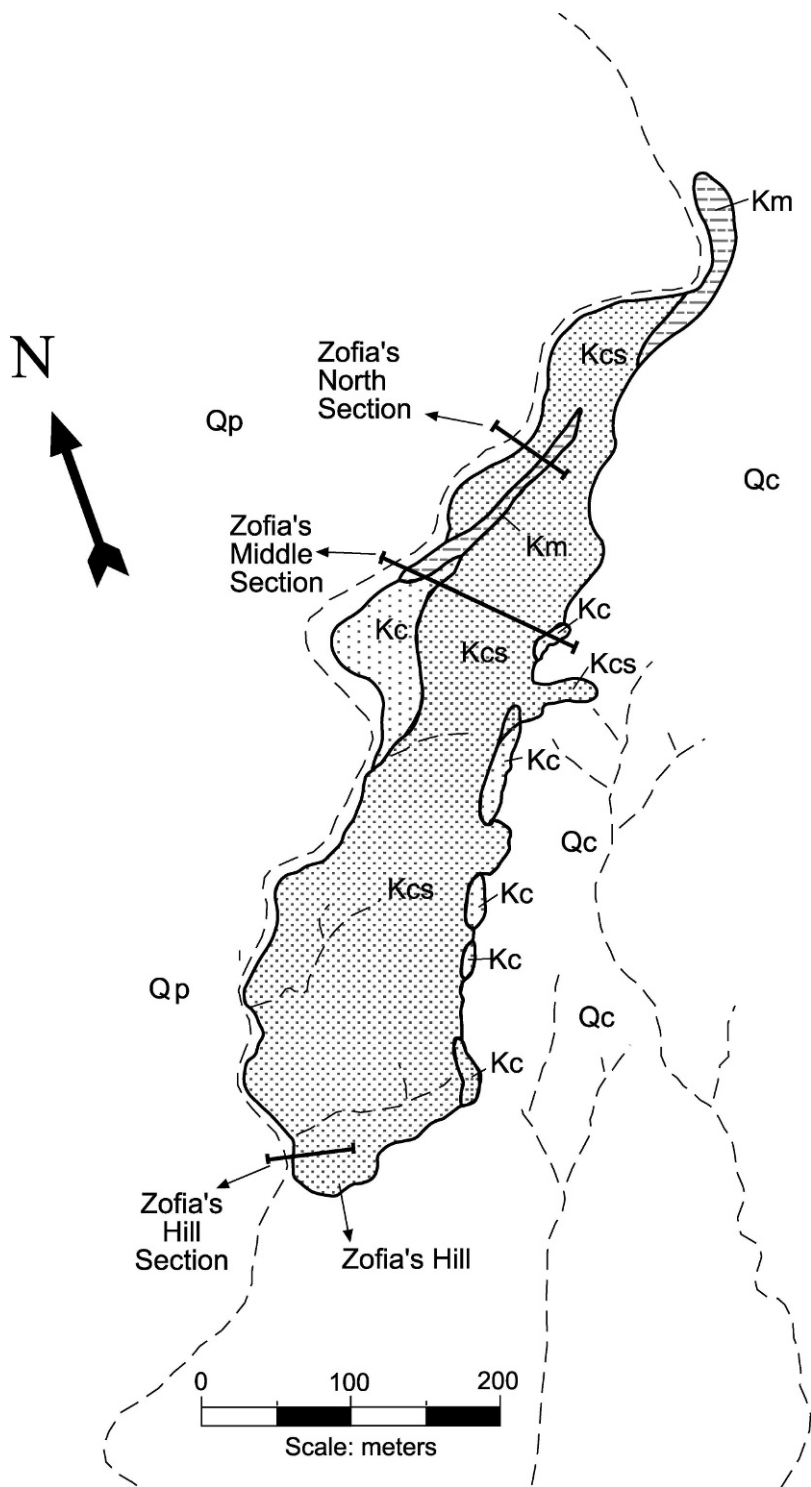 Km
N
Kcs
Zofia's
North
Section
Qp
Qc
Zofia's
Middle
Section
Km
Kc
Kc
Kcs
Kcs
Kc
Qc
Kcs
Kc
Kc
Qp
Qc
Kc
Zofia's
Hill
Section
Zofia's Hill
0 100 200
Scale: meters